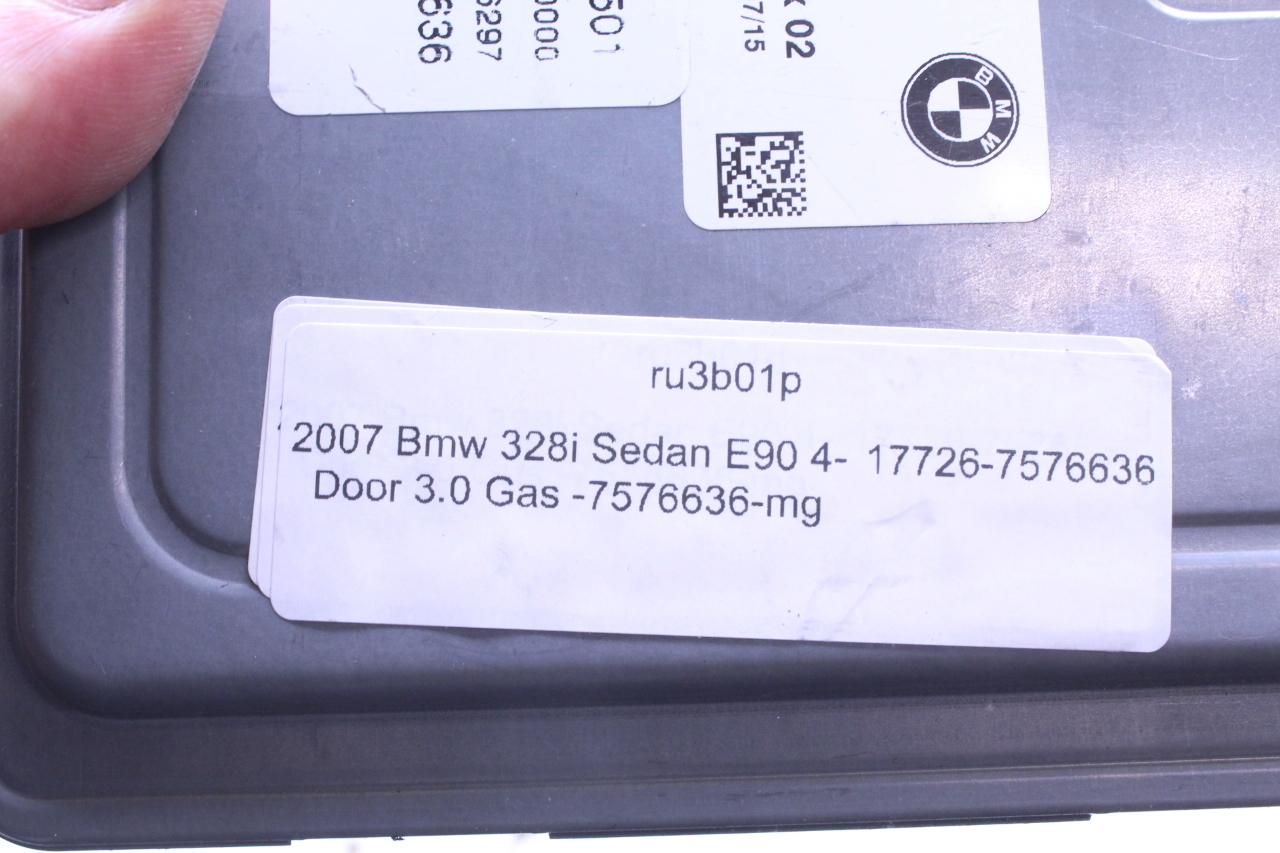 636
6297
0000
501
x 02
7/15
BMW
ru3b01p
2007 Bmw 328i Sedan E90 4- 17726-7576636
Door 3.0 Gas -7576636-mg